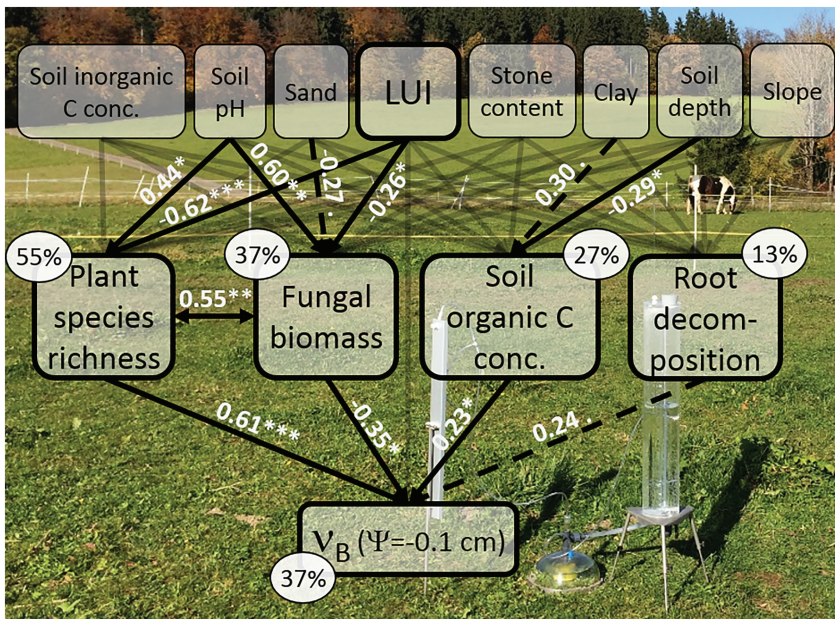 Soil inorganic
C conc.
Soil
pH
Sand
LUI
Stone
content
Clay
Soil
depth
Slope
0.44*
-0.62***
0.60**
-0.27 .
-0.26*
0.30 .
-0.29*
55%
Plant
species
richness
0.55**
37%
Fungal
biomass
27%
Soil
organic C
conc.
13%
Root
decom-
position
0.61***
-0.35*
0.23*
0.24 .
νB (Ψ=-0.1 cm)
37%